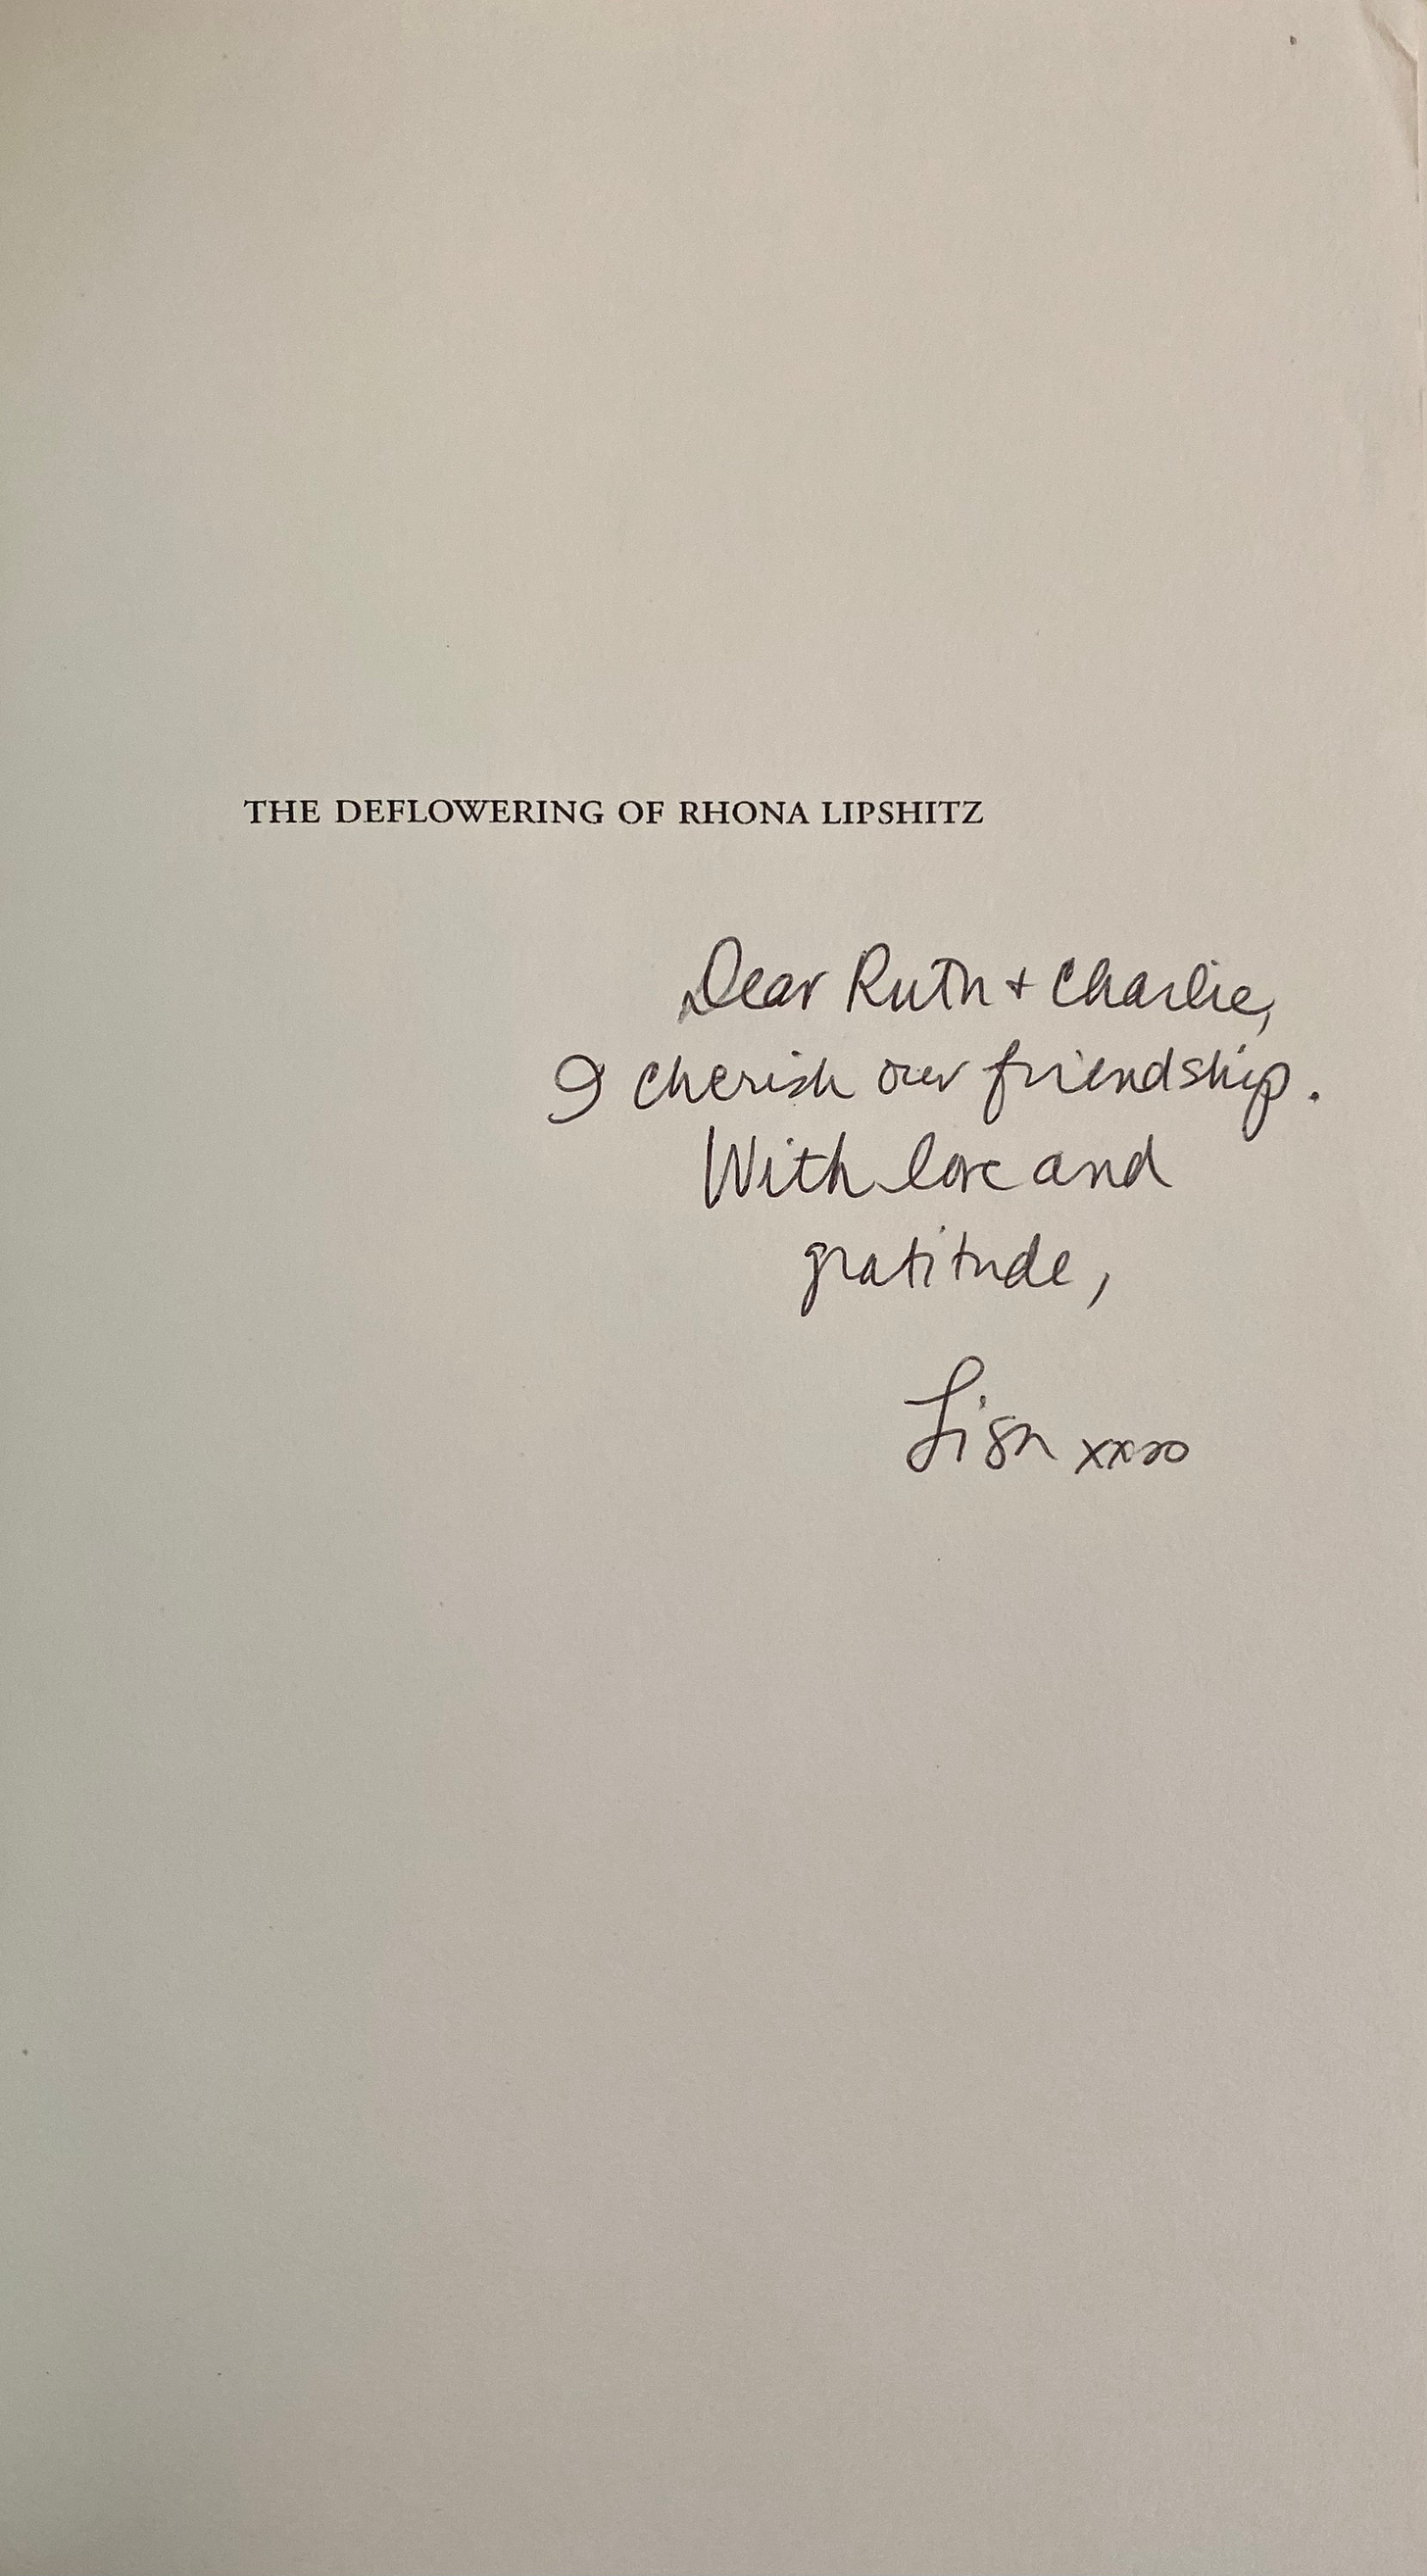 THE DEFLOWERING OF RHONA LIPSHITZ
Dear Ruth + Charlie,
I cherish our friendship.
With love and
gratitude,
Lisa xxoo